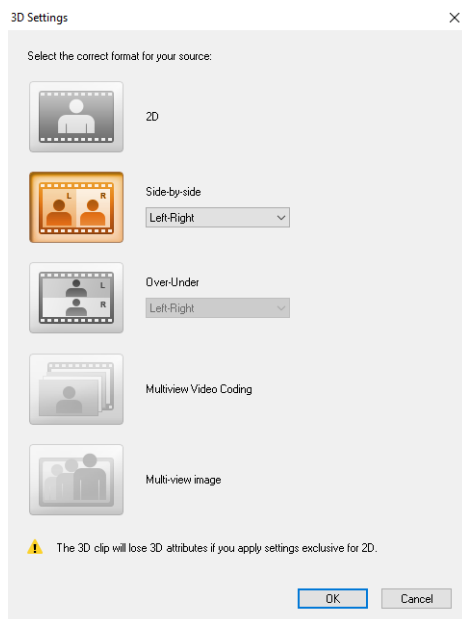 3D Settings
Select the correct format for your source:
2D
L R
Side-by-side
Left-Right
L
R
Over-Under
Left-Right
Multiview Video Coding
Multi-view image
The 3D clip will lose 3D attributes if you apply settings exclusive for 2D.
OK Cancel